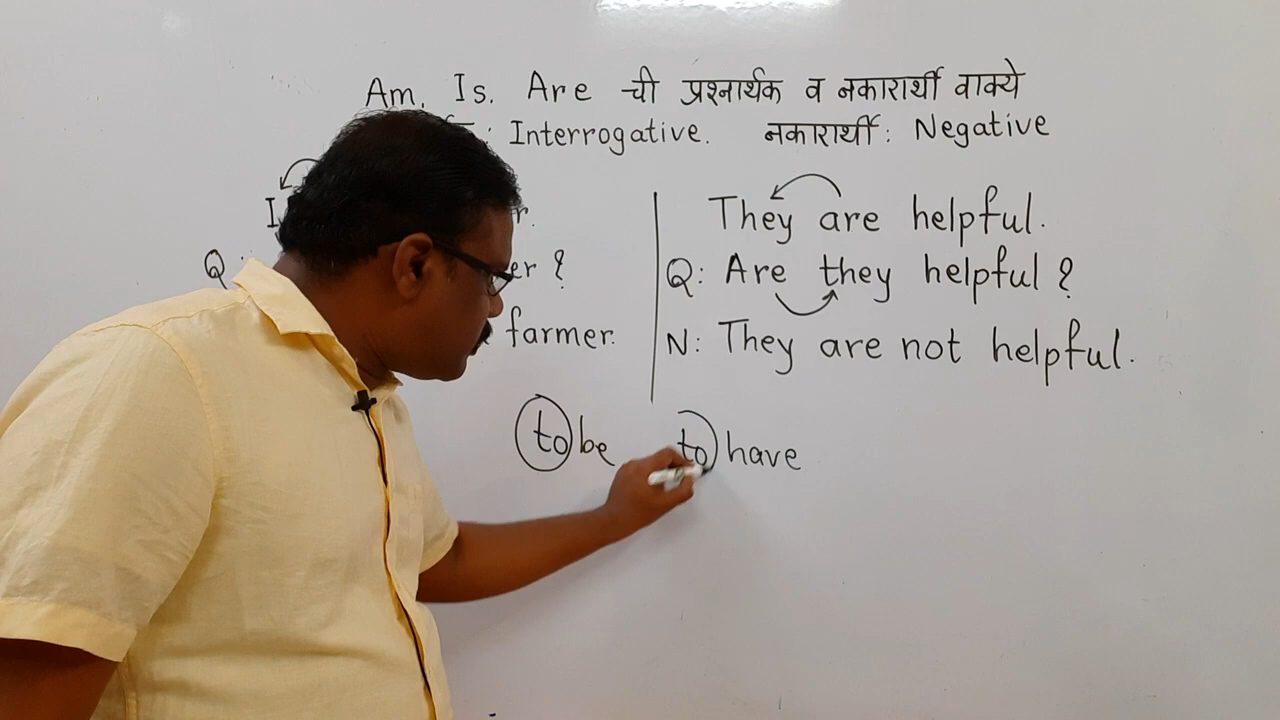 Am. Is. Are ची प्रश्नार्थक व नकारार्थी वाक्ये
Interrogative. नकारार्थी : Negative
I
Q:
er ?
farmer.
They are helpful.
Q: Are they helpful ?
N: They are not helpful.
to be to have